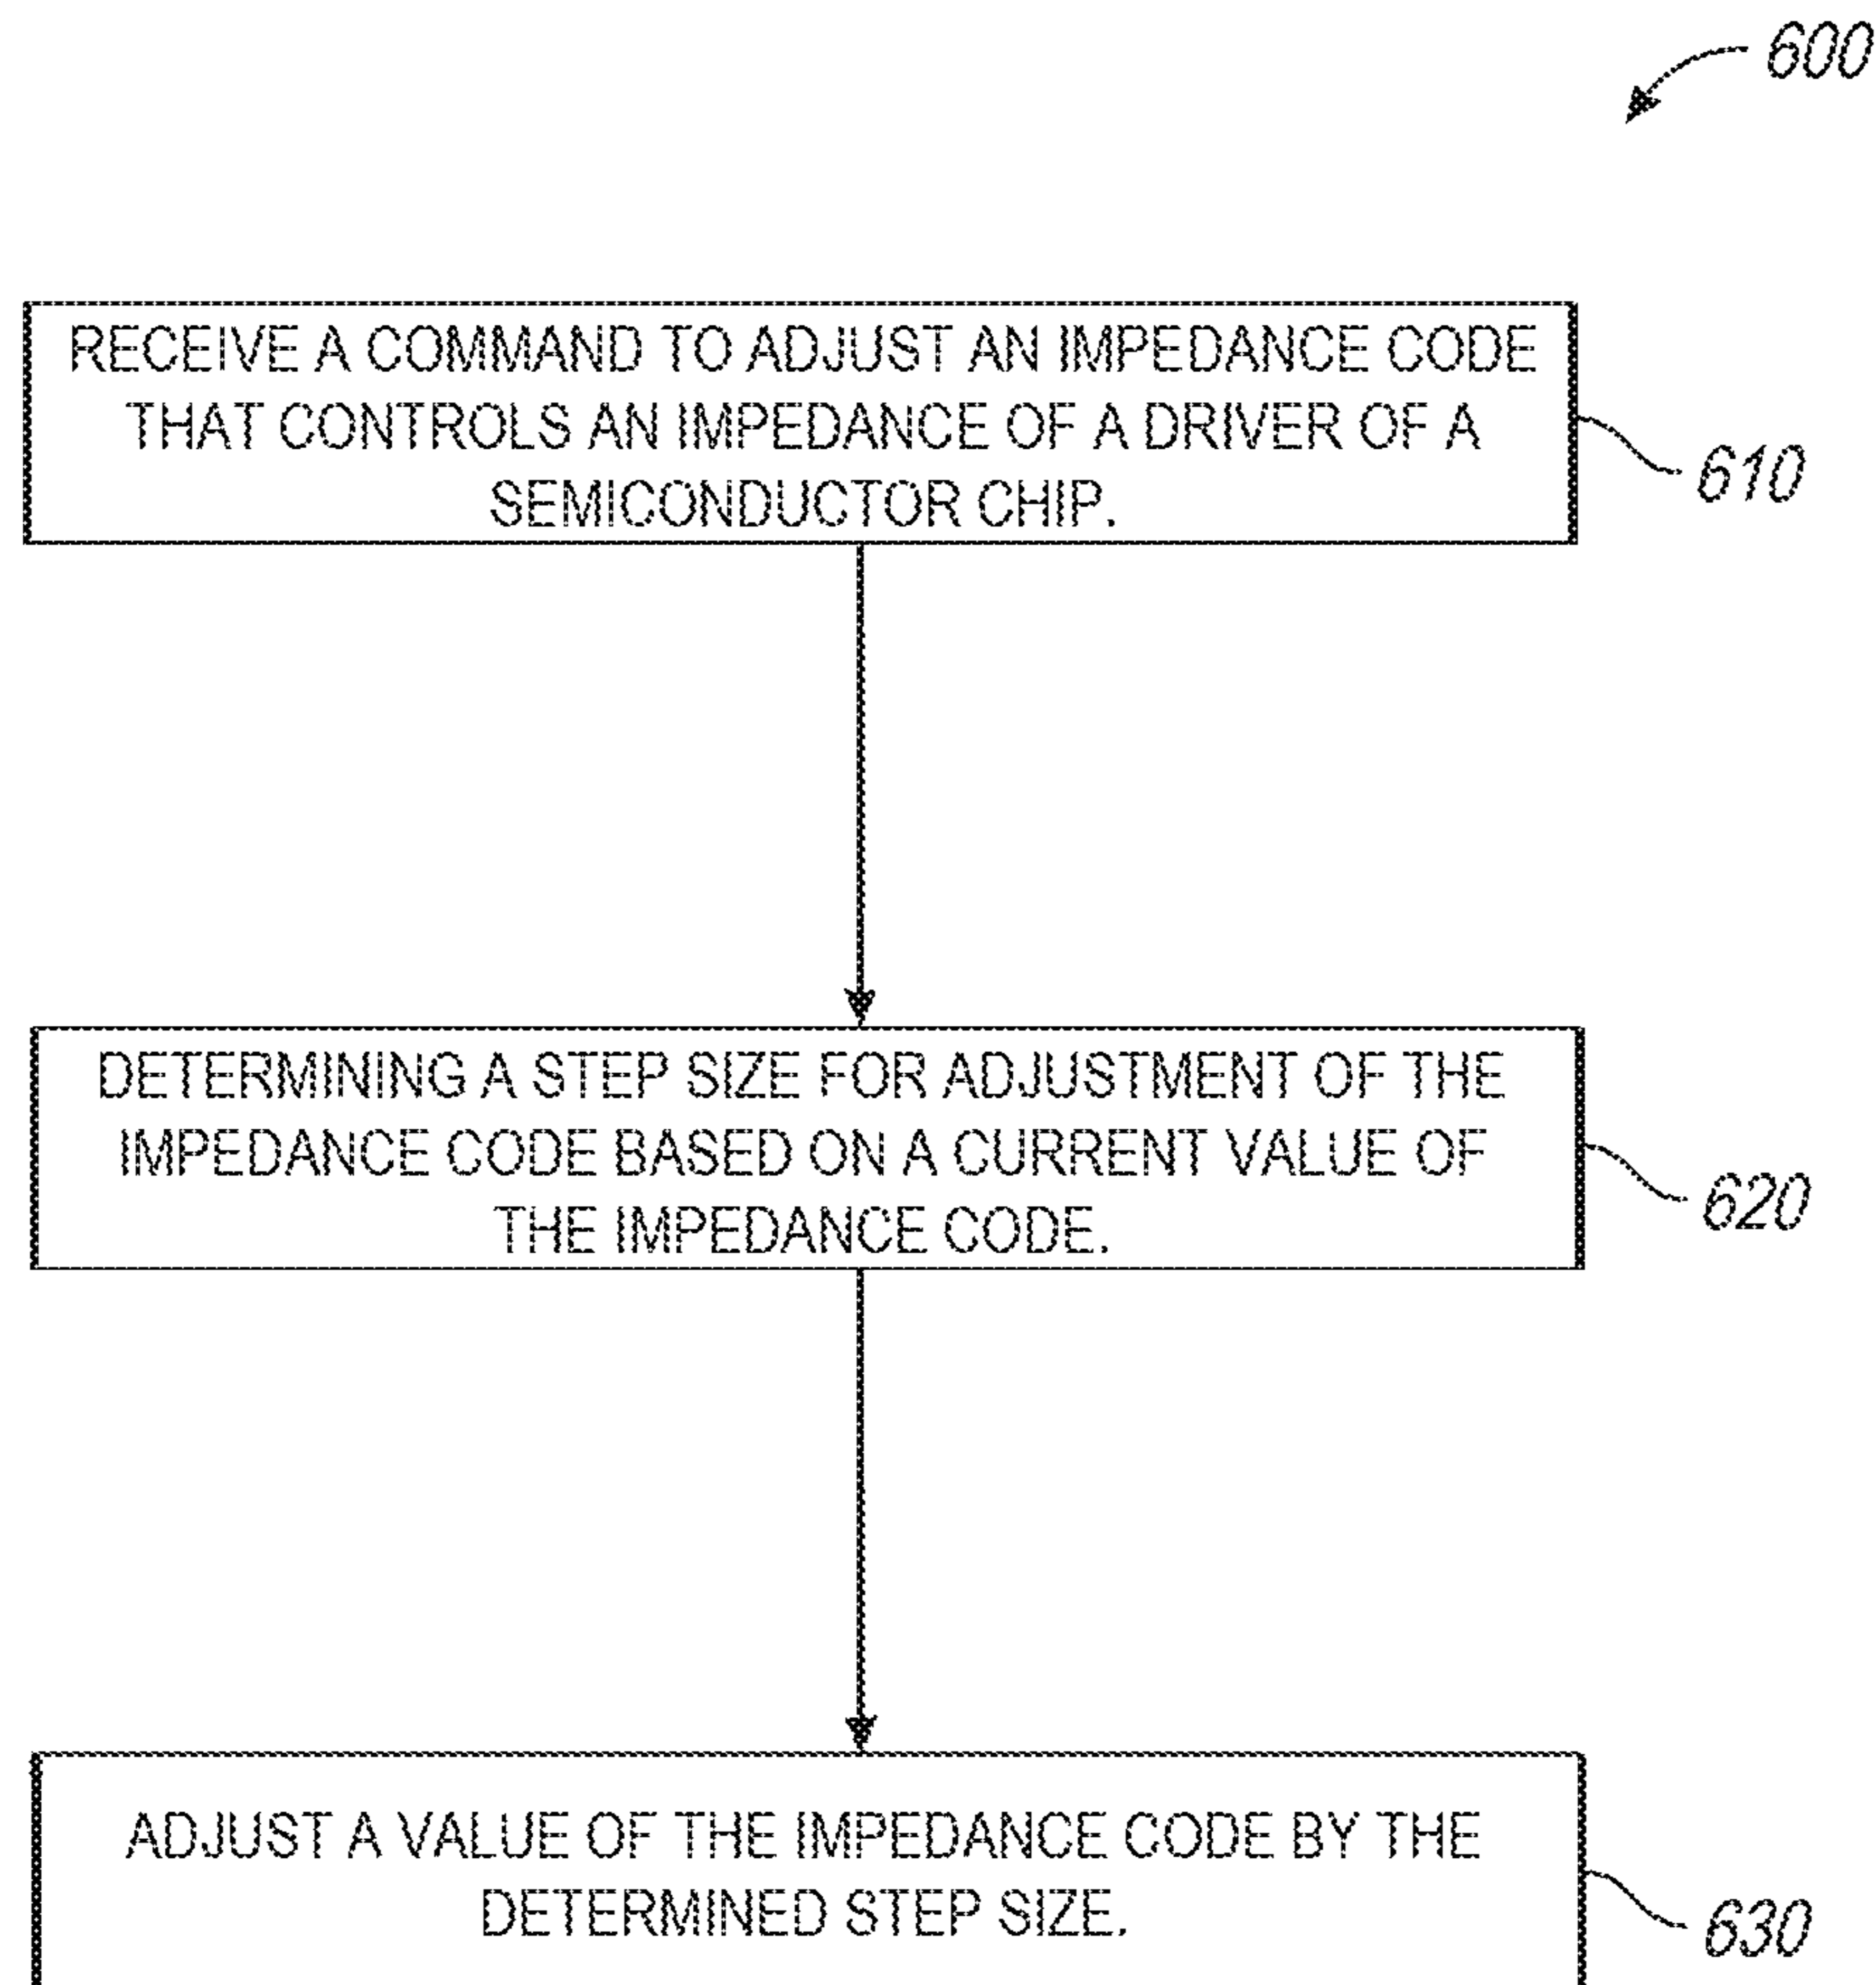 600
RECEIVE A COMMAND TO ADJUST AN IMPEDANCE CODE
THAT CONTROLS AN IMPEDANCE OF A DRIVER OF A
SEMICONDUCTOR CHIP.
610
DETERMINING A STEP SIZE FOR ADJUSTMENT OF THE
IMPEDANCE CODE BASED ON A CURRENT VALUE OF
THE IMPEDANCE CODE.
620
ADJUST A VALUE OF THE IMPEDANCE CODE BY THE
DETERMINED STEP SIZE.
630